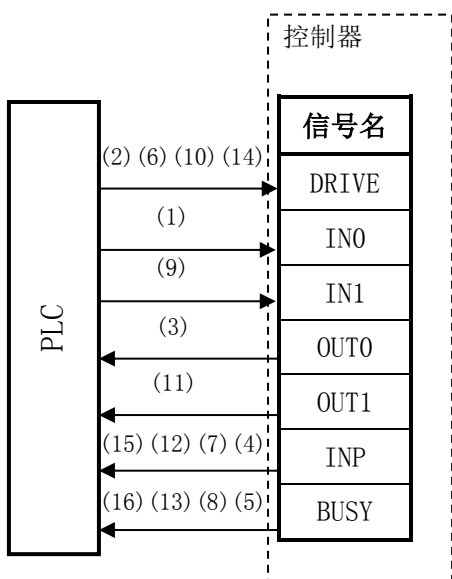 控制器
信号名
(2) (6) (10) (14)
DRIVE
(1)
IN0
(9)
IN1
PLC
(3)
OUT0
(11)
OUT1
(15) (12) (7) (4)
INP
(16) (13) (8) (5)
BUSY